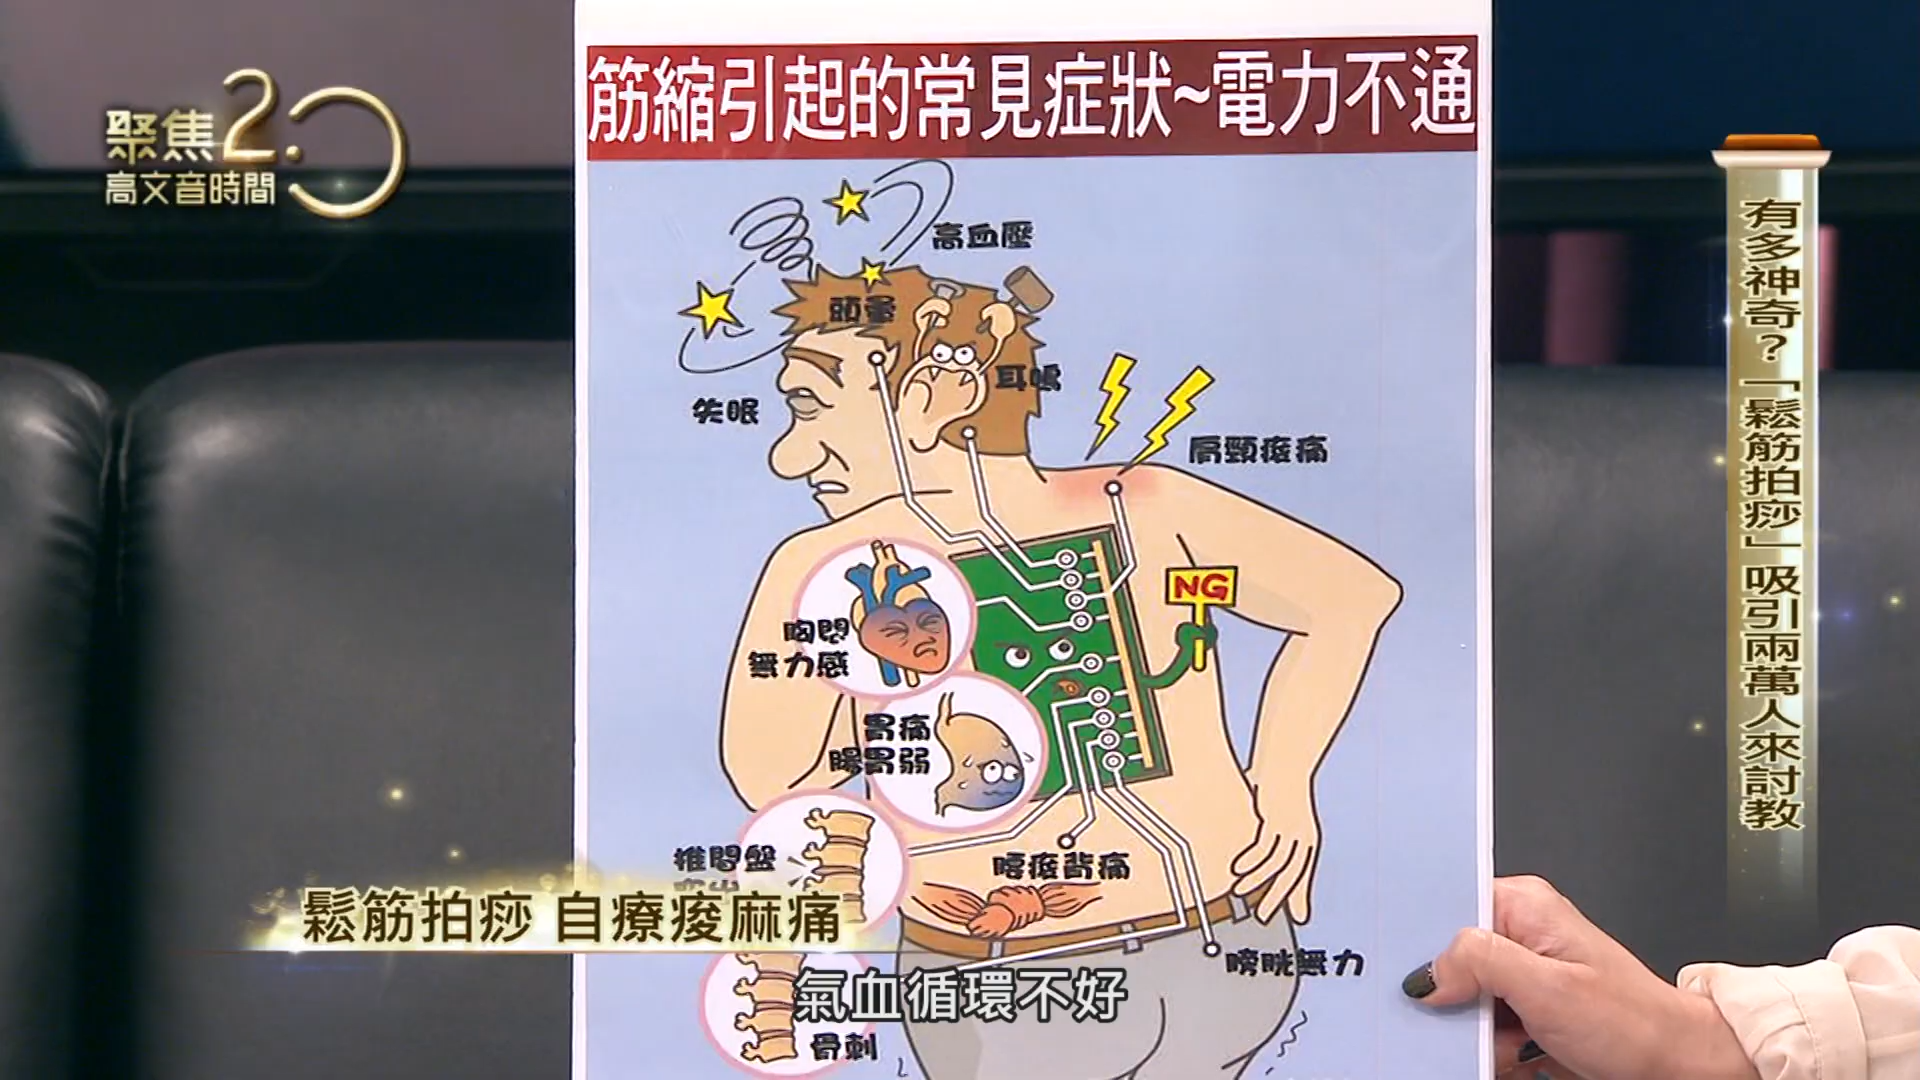 筋縮引起的常見症狀~電力不通
聚焦2.0
高文音時間
高血壓
頭暈
耳鳴
失眠
肩頸痠痛
NG
胸悶
無力感
胃痛
腸胃弱
椎間盤
腰痠背痛
膀胱無力
骨刺
有多神奇?「鬆筋拍痧」吸引兩萬人來討教
鬆筋拍痧 自療痠麻痛
氣血循環不好